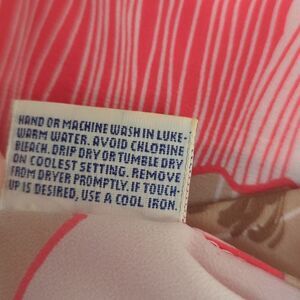 HAND OR MACHINE WASH IN LUKE-
WARM WATER. AVOID CHLORINE
BLEACH. DRIP DRY OR TUMBLE DRY
ON COOLEST SETTING. REMOVE
FROM DRYER PROMPTLY. IF TOUCH-
UP IS DESIRED, USE A COOL IRON.